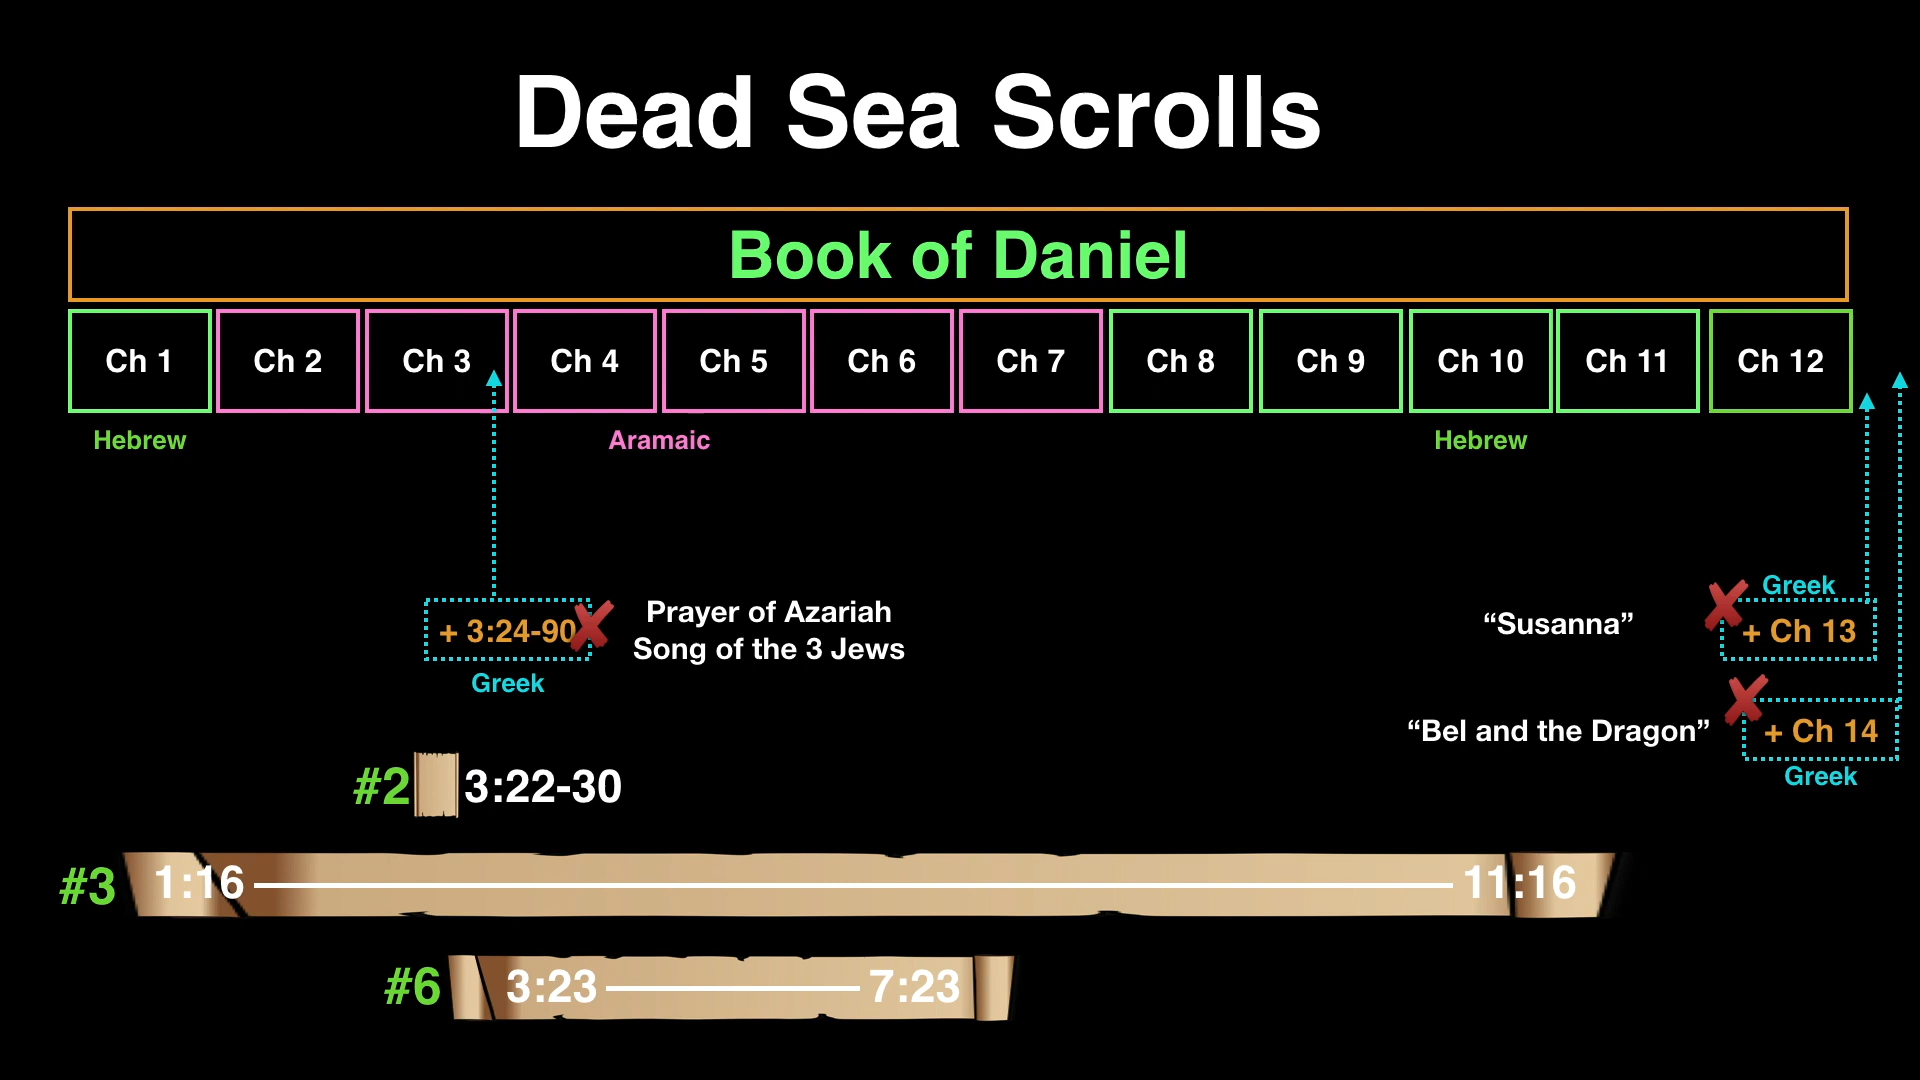 Dead Sea Scrolls
Book of Daniel
Ch 1
Ch 2
Ch 3
Ch 4
Ch 5
Ch 6
Ch 7
Ch 8
Ch 9
Ch 10
Ch 11
Ch 12
Hebrew
Aramaic
Hebrew
+ 3:24-90
Greek
Prayer of Azariah
Song of the 3 Jews
“Susanna”
Greek
+ Ch 13
“Bel and the Dragon”
+ Ch 14
Greek
#2 3:22-30
#3 1:16 11:16
#6 3:23 7:23